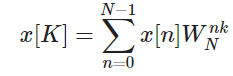 x[K] = \sum_{n=0}^{N-1} x[n] W_N^{nk}